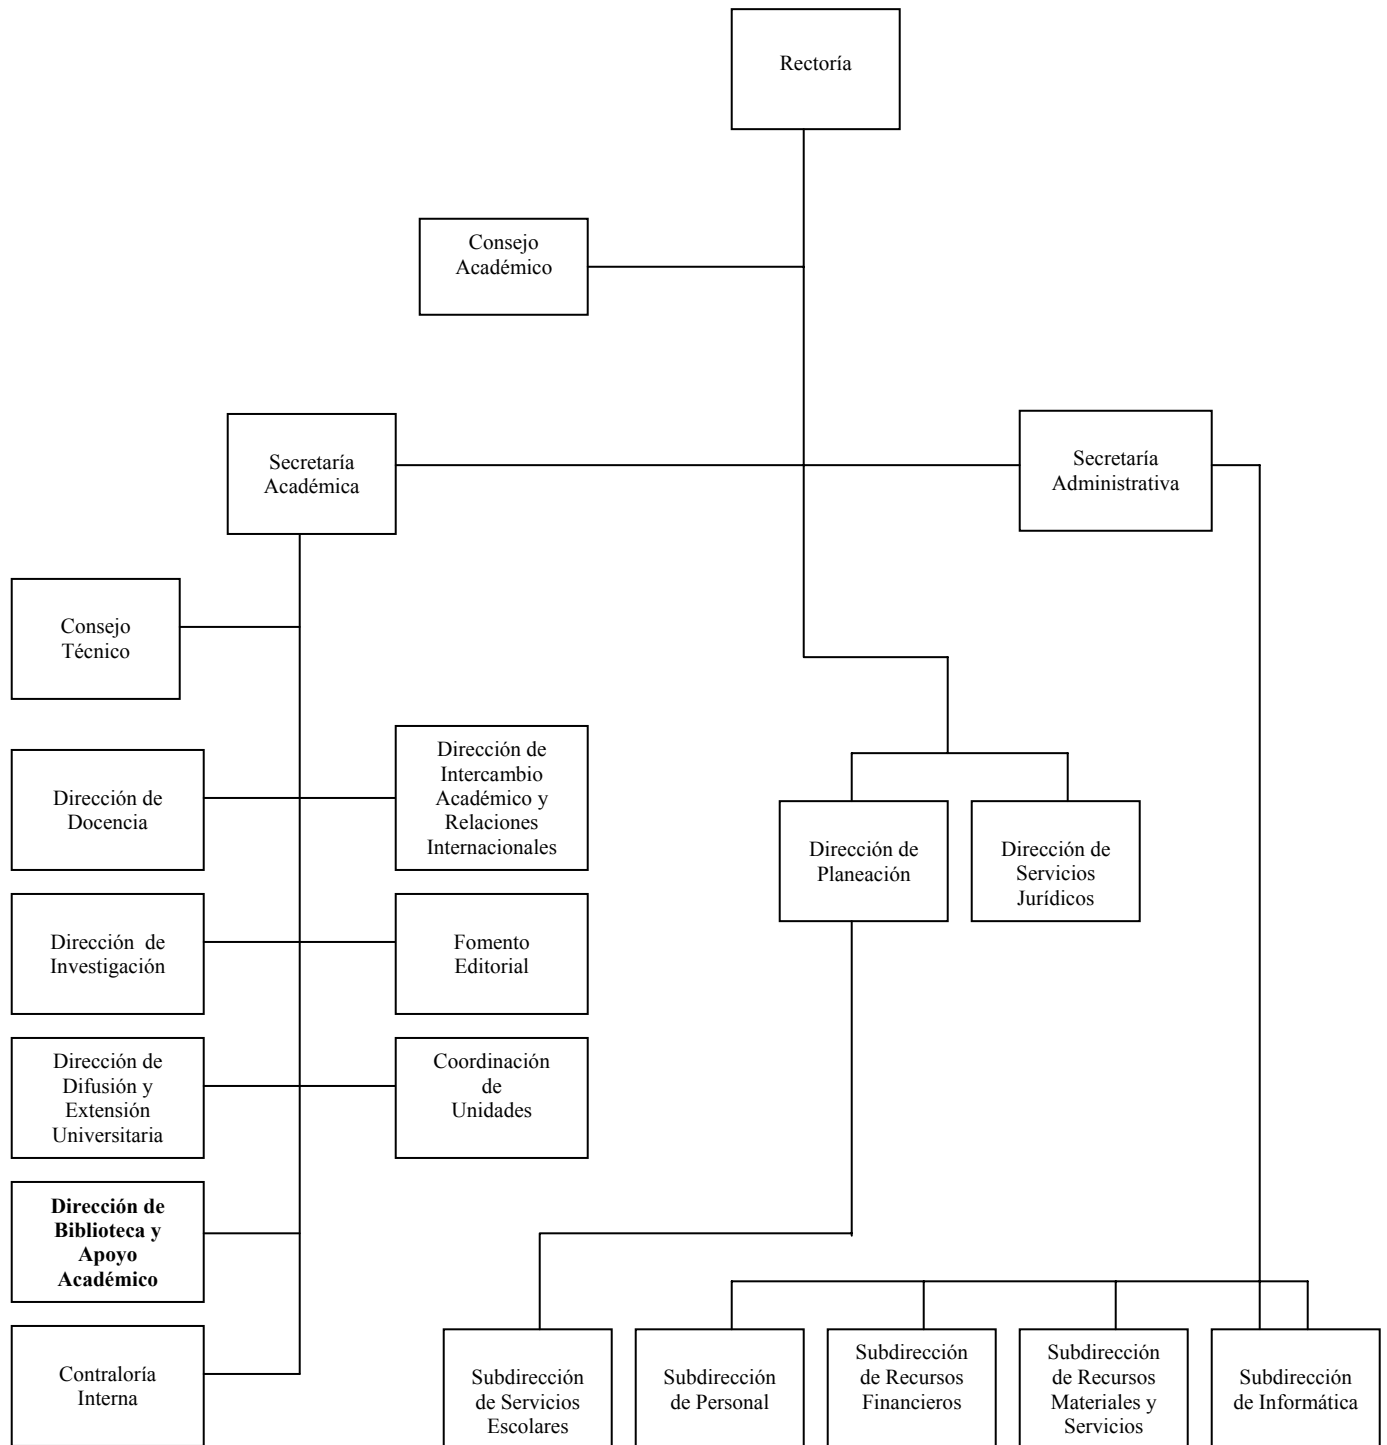 Rectoría
Consejo
Académico
Secretaría
Académica
Secretaría
Administrativa
Consejo
Técnico
Dirección de
Docencia
Dirección de
Intercambio
Académico y
Relaciones
Internacionales
Dirección de
Planeación
Dirección de
Servicios
Jurídicos
Dirección de
Investigación
Fomento
Editorial
Dirección de
Difusión y
Extensión
Universitaria
Coordinación
de
Unidades
Dirección de
Biblioteca y
Apoyo
Académico
Contraloría
Interna
Subdirección
de Servicios
Escolares
Subdirección
de Personal
Subdirección
de Recursos
Financieros
Subdirección
de Recursos
Materiales y
Servicios
Subdirección
de Informática